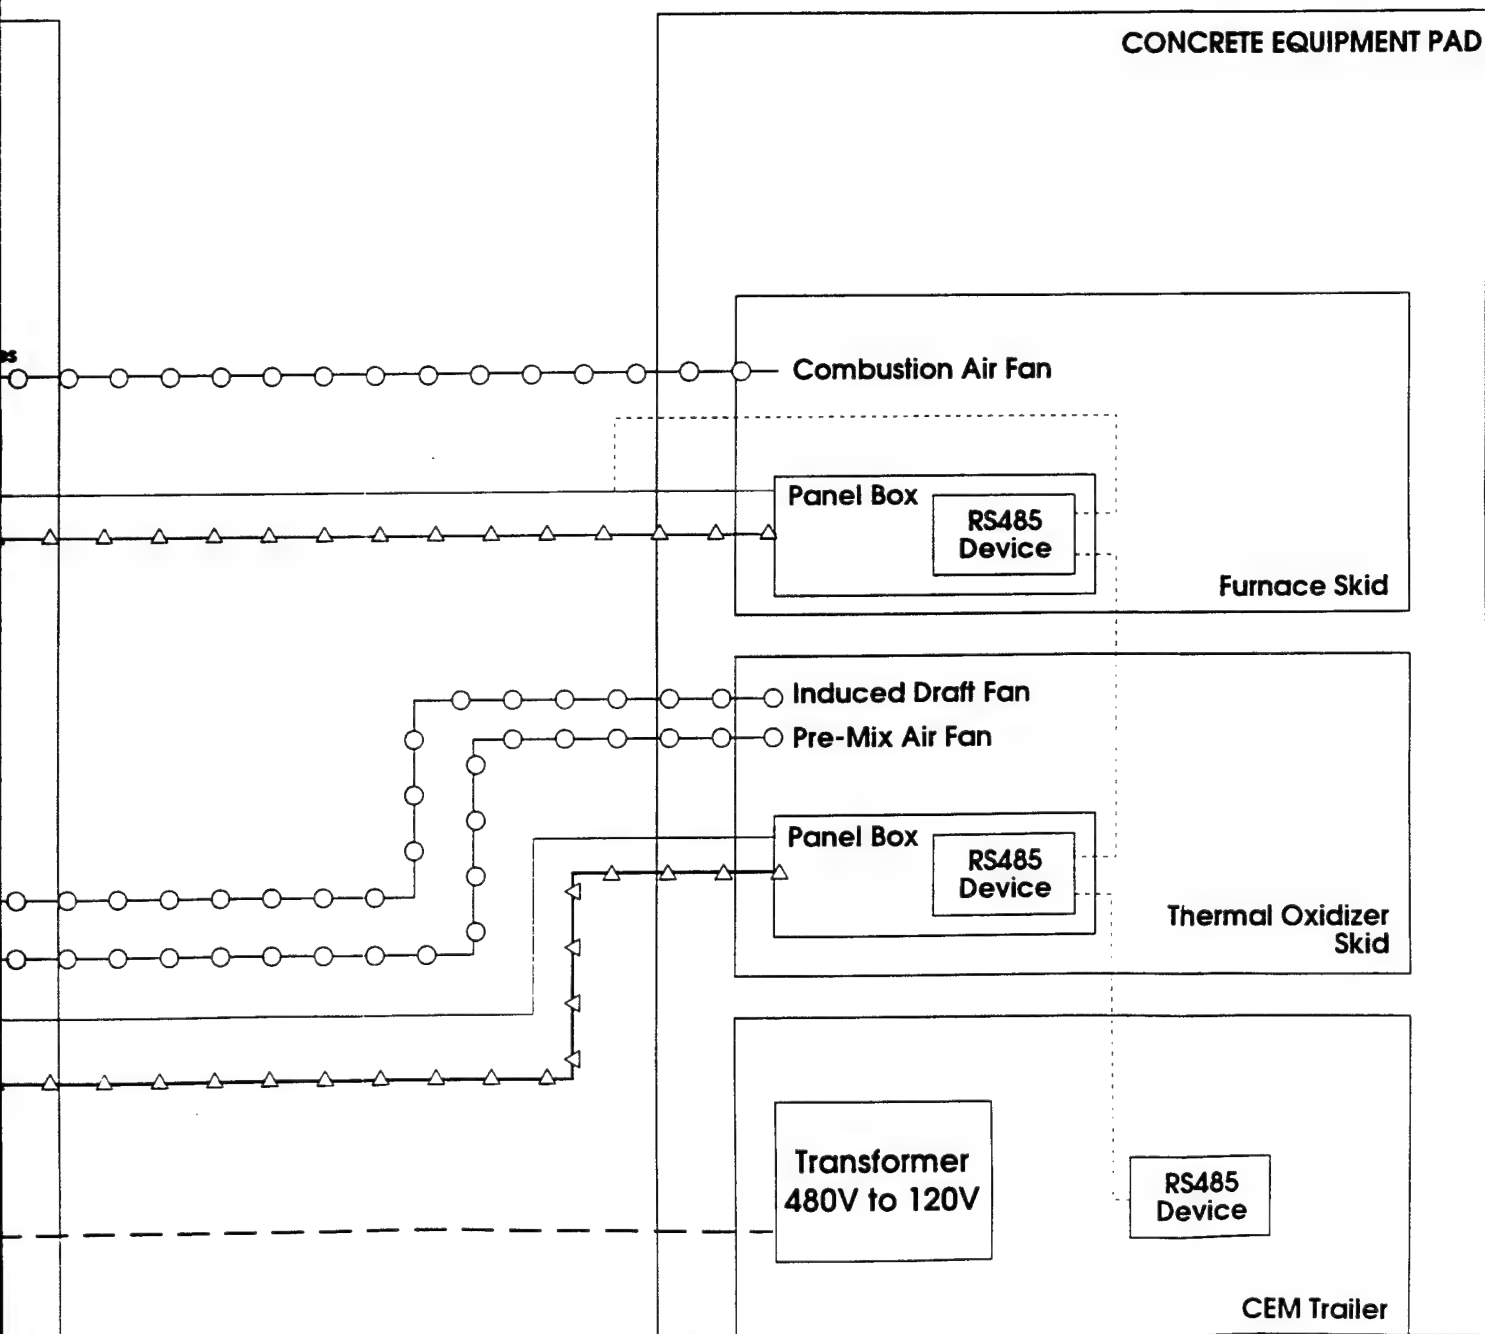 CONCRETE EQUIPMENT PAD
Combustion Air Fan
Panel Box
RS485
Device
Furnace Skid
Induced Draft Fan
Pre-Mix Air Fan
Panel Box
RS485
Device
Thermal Oxidizer
Skid
Transformer
480V to 120V
RS485
Device
CEM Trailer